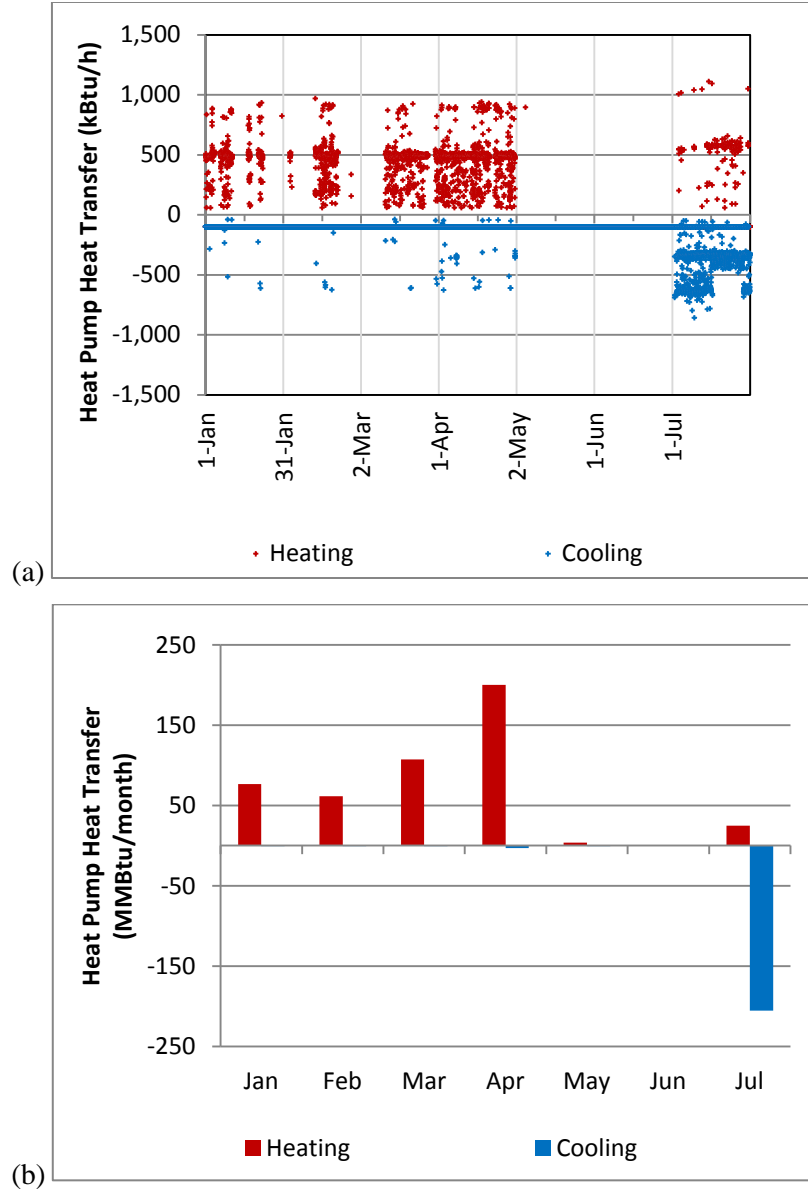 Heat Pump Heat Transfer (kBtu/h)
1,500
1,000
500
0
-500
-1,000
-1,500
1-Jan
31-Jan
2-Mar
1-Apr
2-May
1-Jun
1-Jul
Heating
Cooling
(a)
Heat Pump Heat Transfer
(MMBtu/month)
250
150
50
-50
-150
-250
Jan Feb Mar Apr May Jun Jul
Heating
Cooling
(b)